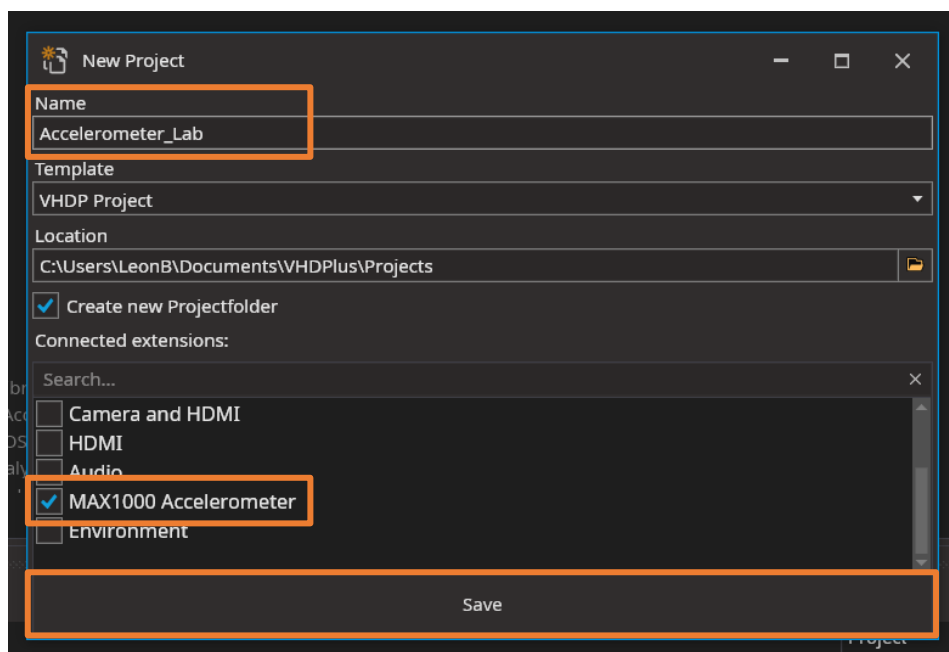 New Project
Name
Accelerometer_Lab
Template
VHDP Project
Location
C:\Users\LeonB\Documents\VHDPlus\Projects
Create new Projectfolder
Connected extensions:
Search...
Camera and HDMI
HDMI
Audio
MAX1000 Accelerometer
Environment
Save
Project